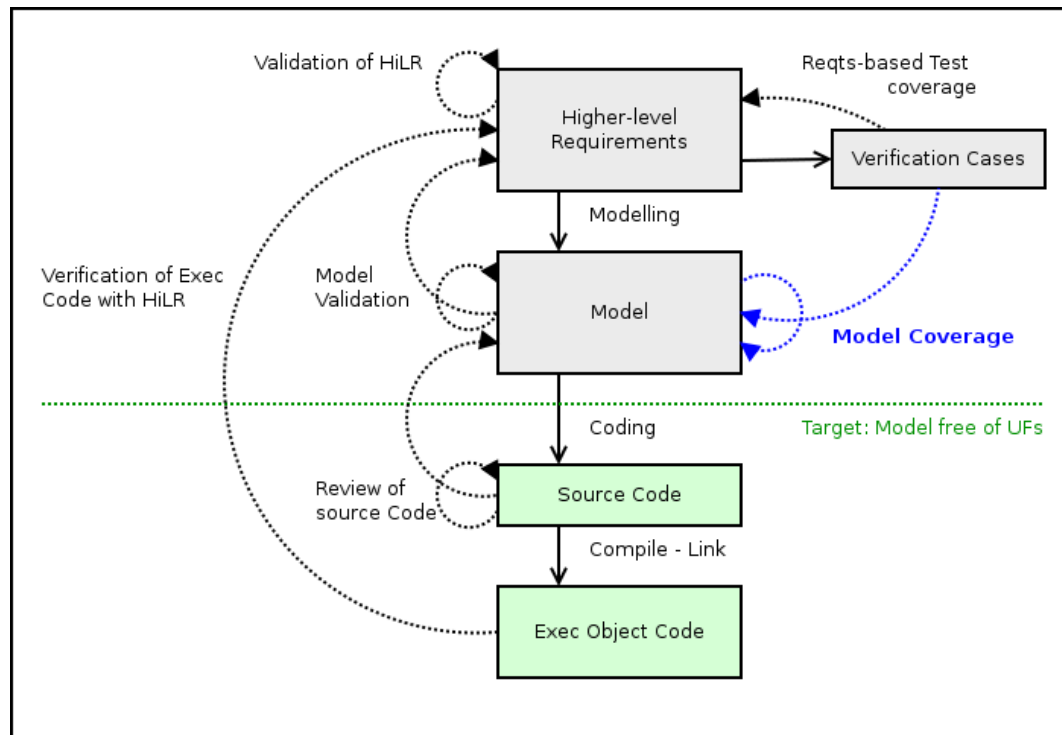 Validation of HiLR
Reqts-based Test
coverage
Higher-level
Requirements
Verification Cases
Modelling
Verification of Exec
Code with HiLR
Model
Validation
Model
Model Coverage
Coding
Target: Model free of UFs
Review of
source Code
Source Code
Compile - Link
Exec Object Code